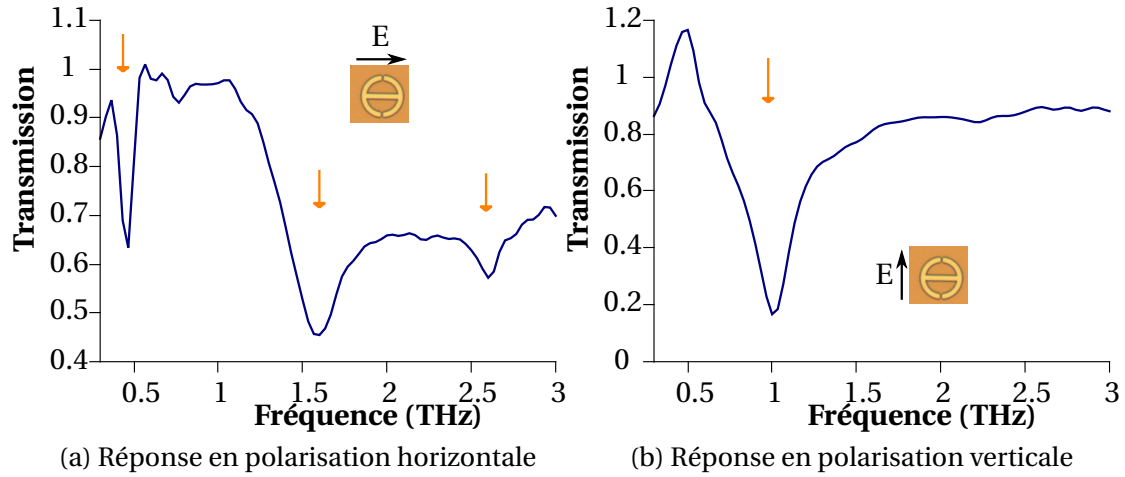 1.1
1
0.9
0.8
0.7
0.6
0.5
0.4
Transmission
E
0.5 1 1.5 2 2.5 3
Fréquence (THz)
(a) Réponse en polarisation horizontale
1.2
1
0.8
0.6
0.4
0.2
0
Transmission
E
0.5 1 1.5 2 2.5 3
Fréquence (THz)
(b) Réponse en polarisation verticale